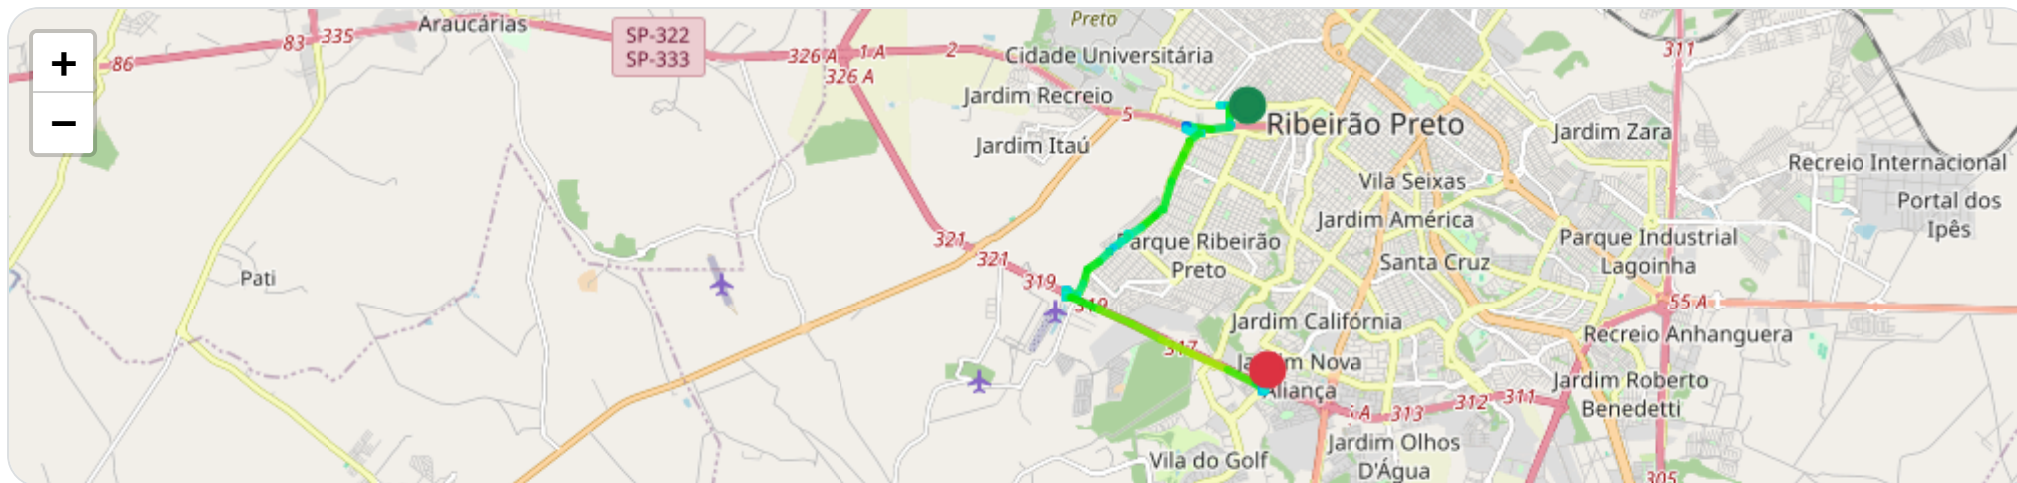 +
−
Araucárias
Preto
SP-322
SP-333
83
335
86
326 A
1 A
326 A
2
311
Cidade Universitária
Jardim Recreio
5
Ribeirão Preto
Jardim Zara
Jardim Itaú
Recreio Internacional
Vila Seixas
Portal dos
Ipês
Jardim América
321
321
319
Parque Ribeirão
Preto
Parque Industrial
Lagoinha
Santa Cruz
Pati
319
55 A
Jardim Califórnia
Recreio Anhanguera
317
Jardim Nova
Aliança
Jardim Roberto
Benedetti
313
312
311
Jardim Olhos
D'Água
Vila do Golf
305